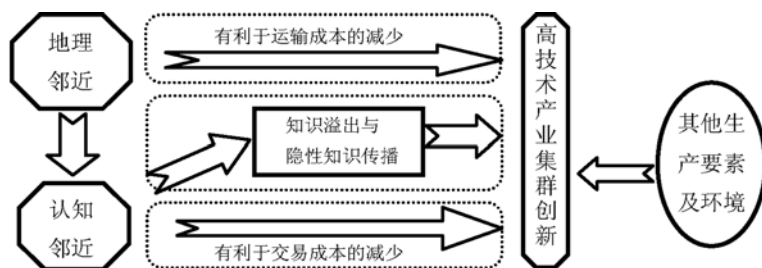 地理
邻近
有利于运输成本的减少
知识溢出与
隐性知识传播
认知
邻近
有利于交易成本的减少
高技术产业集群创新
其他生
产要素
及环境